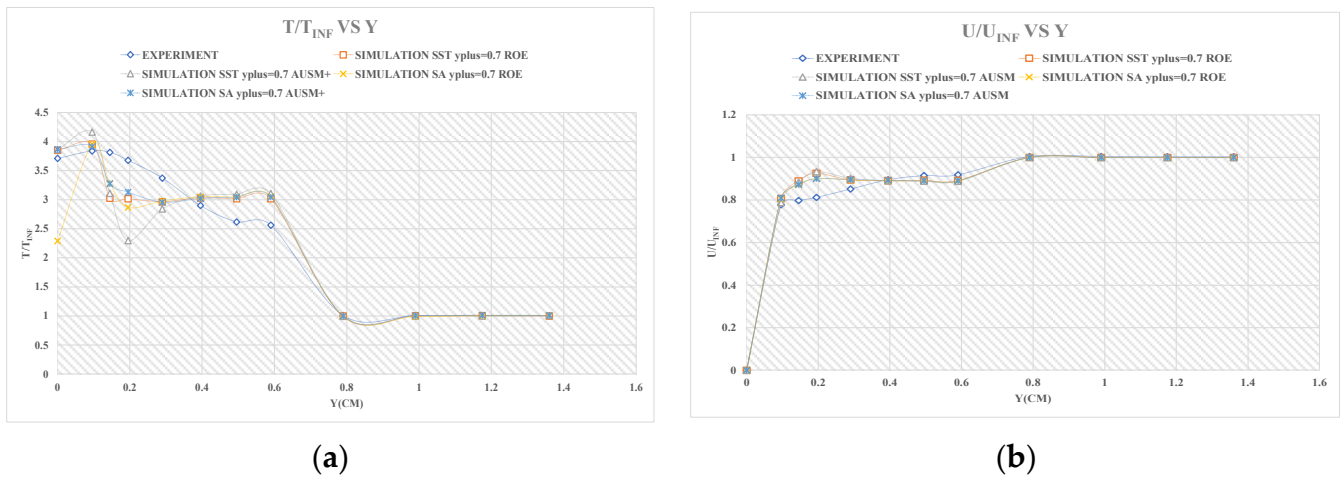 T/T_INF VS Y
EXPERIMENT SIMULATION SST yplus=0.7 ROE
SIMULATION SST yplus=0.7 AUSM+ SIMULATION SA yplus=0.7 ROE
SIMULATION SA yplus=0.7 AUSM+
4.5
4
3.5
3
2.5
2
1.5
1
0.5
0
T/T_INF
0 0.2 0.4 0.6 0.8 1 1.2 1.4 1.6
Y(CM)
(a)
U/U_INF VS Y
EXPERIMENT SIMULATION SST yplus=0.7 ROE
SIMULATION SST yplus=0.7 AUSM SIMULATION SA yplus=0.7 ROE
SIMULATION SA yplus=0.7 AUSM
1.2
1
0.8
0.6
0.4
0.2
0
U/U_INF
0 0.2 0.4 0.6 0.8 1 1.2 1.4 1.6
Y(CM)
(b)